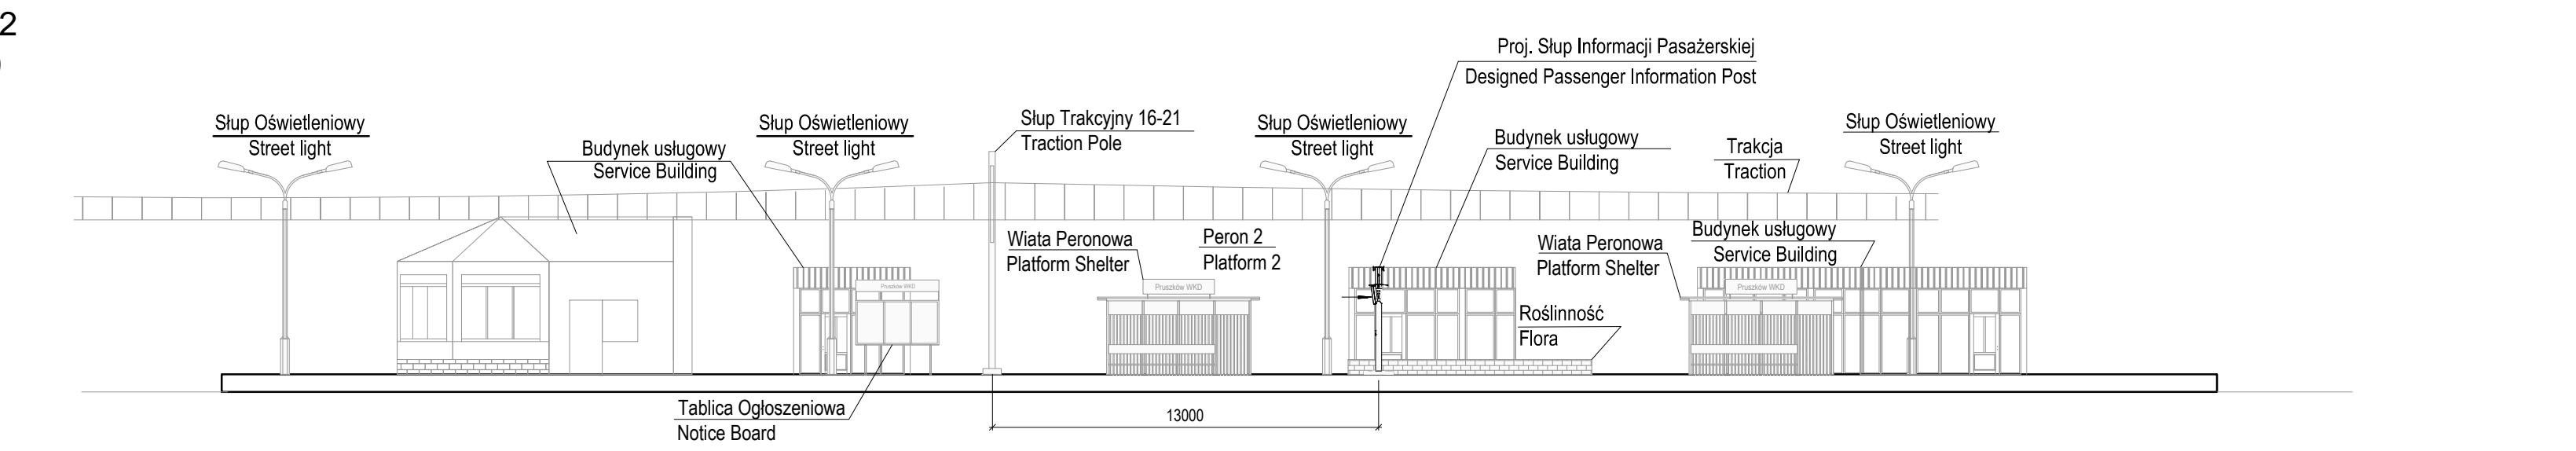 2
Proj. Słup Informacji Pasażerskiej
Designed Passenger Information Post
Słup Oświetleniowy
Street light
Budynek usługowy
Service Building
Słup Oświetleniowy
Street light
Słup Trakcyjny 16-21
Traction Pole
Słup Oświetleniowy
Street light
Budynek usługowy
Service Building
Trakcja
Traction
Słup Oświetleniowy
Street light
Wiata Peronowa
Platform Shelter
Peron 2
Platform 2
Wiata Peronowa
Platform Shelter
Budynek usługowy
Service Building
Pruszków WKD
Pruszków WKD
Pruszków WKD
Roślinność
Flora
Tablica Ogłoszeniowa
Notice Board
13000